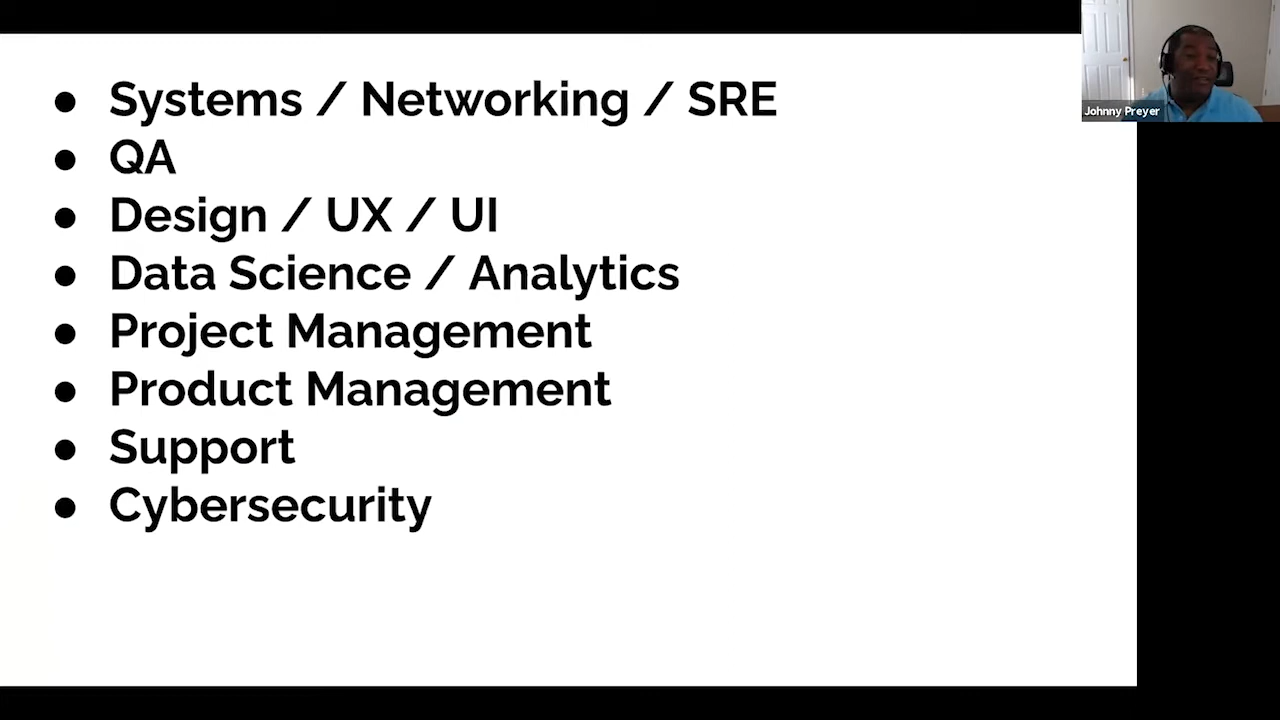 ● Systems / Networking / SRE
● QA
● Design / UX / UI
● Data Science / Analytics
● Project Management
● Product Management
● Support
● Cybersecurity
Johnny Preyer